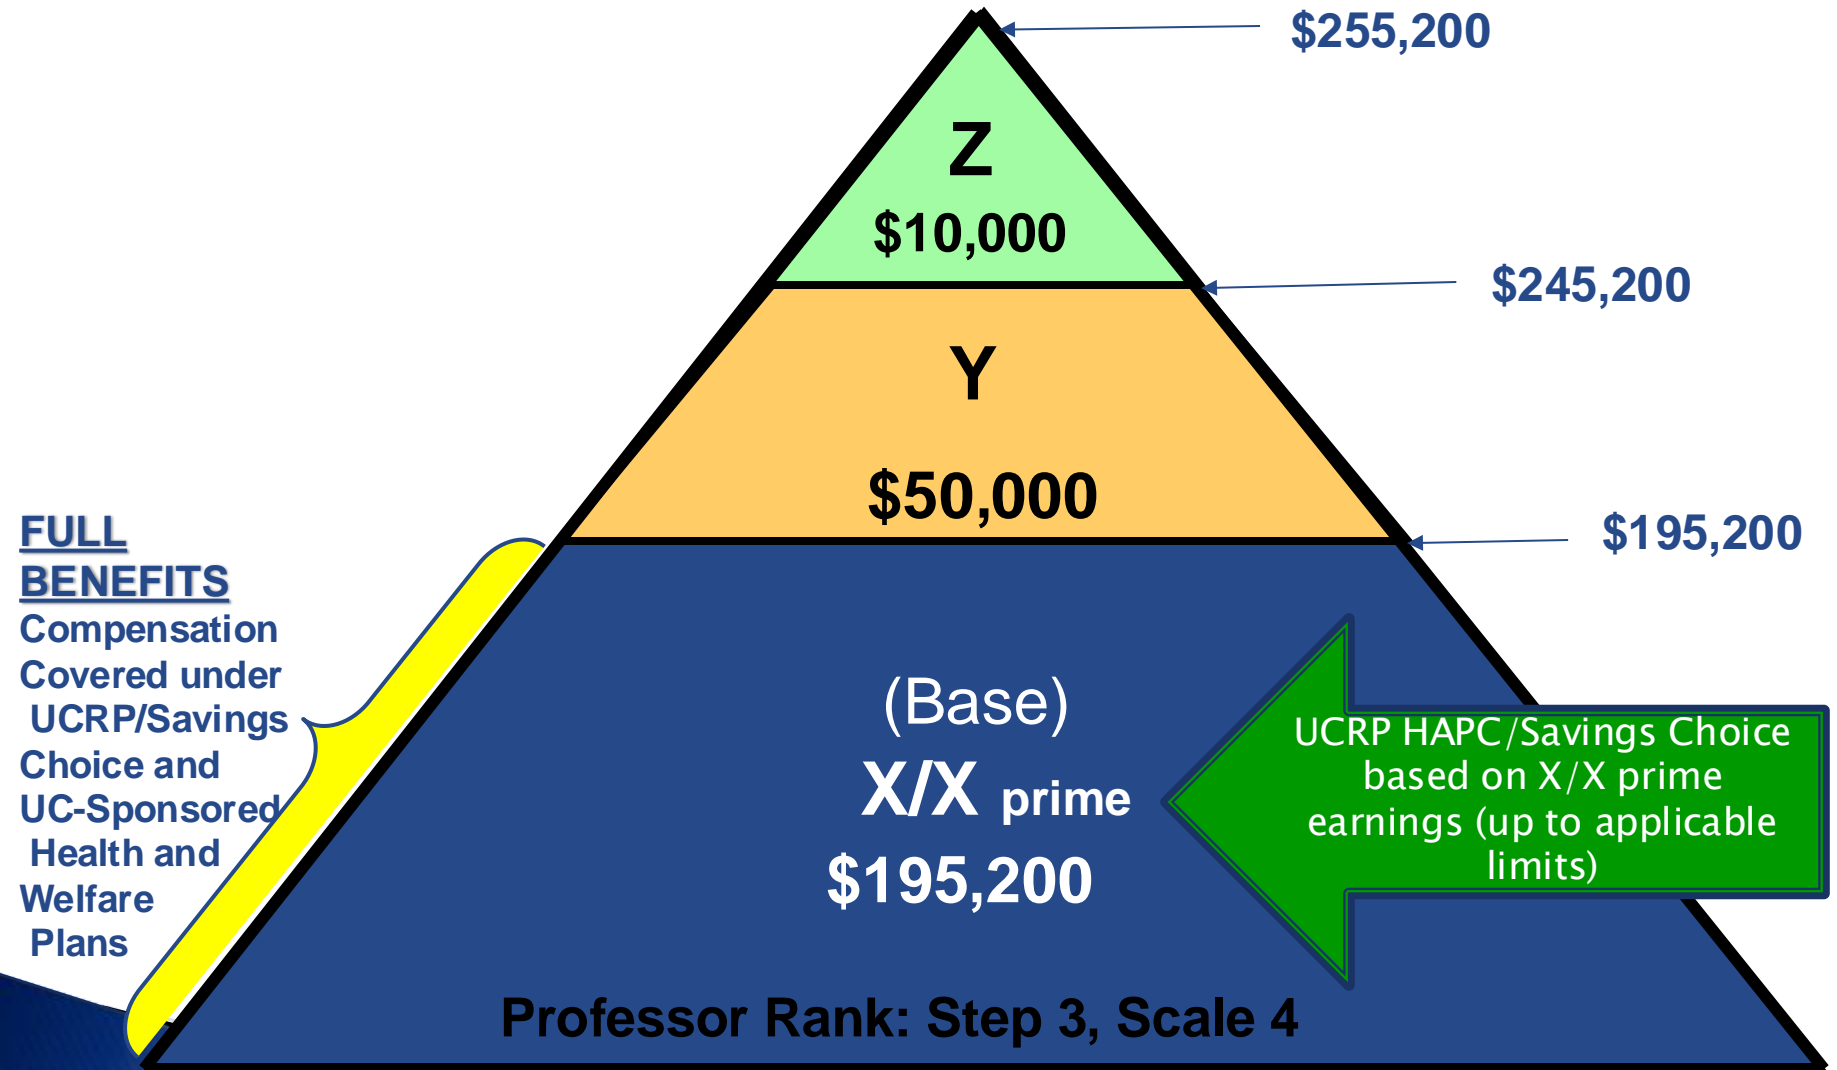 $255,200
Z
$10,000
$245,200
Y
$50,000
$195,200
FULL
BENEFITS
Compensation
Covered under
UCRP/Savings
Choice and
UC-Sponsored
Health and
Welfare
Plans
(Base)
X/X prime
$195,200
UCRP HAPC/Savings Choice
based on X/X prime
earnings (up to applicable
limits)
Professor Rank: Step 3, Scale 4